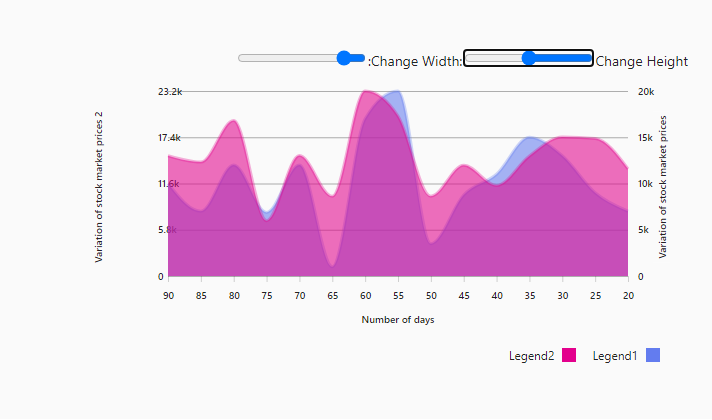 :Change Width: Change Height
Variation of stock market prices 2
23.2k
17.4k
11.6k
5.8k
0
20k
15k
10k
5k
0
Variation of stock market prices
90 85 80 75 70 65 60 55 50 45 40 35 30 25 20
Number of days
Legend2 Legend1